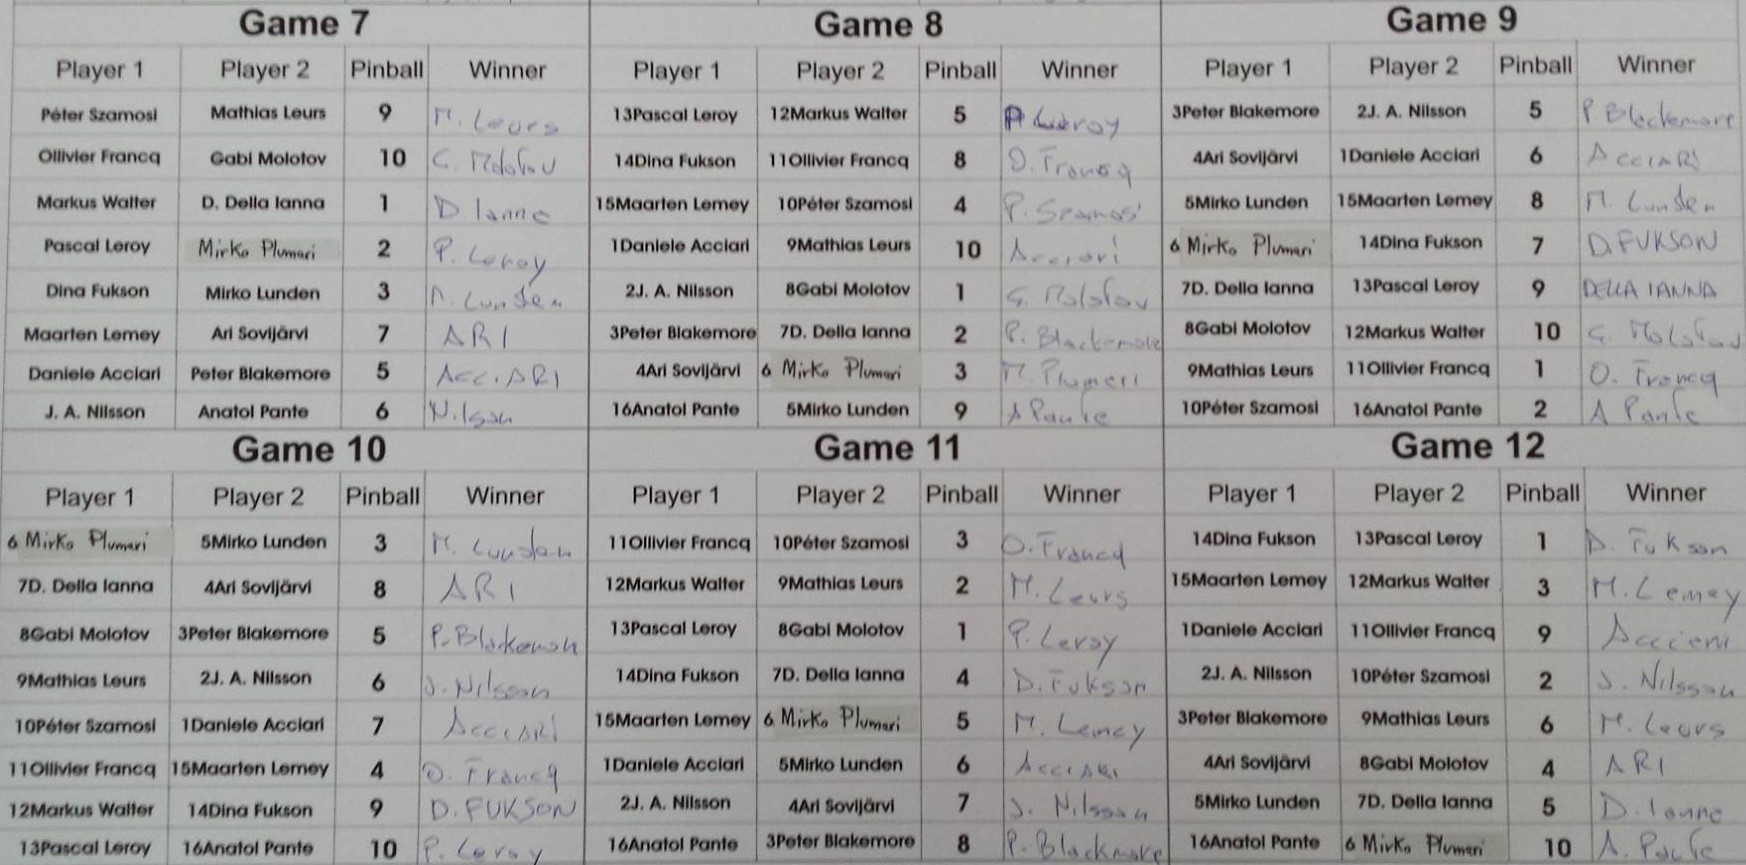 Game 7 Game 8 Game 9
Player 1 Player 2 Pinball Winner Player 1 Player 2 Pinball Winner Player 1 Player 2 Pinball Winner
Péter Szamosi Mathias Leurs 9 M. Leurs 13Pascal Leroy 12Markus Walter 5 P Leroy 3Peter Blakemore 2J. A. Nilsson 5 P Blackemore
Ollivier Francq Gabi Molotov 10 G. Molotov 14Dina Fukson 11Ollivier Francq 8 O. Francq 4Ari Sovijärvi 1Daniele Acciari 6 ACCIARI
Markus Walter D. Della Ianna 1 D. Ianna 15Maarten Lemey 10Péter Szamosi 4 P. Szamosi 5Mirko Lunden 15Maarten Lemey 8 M. Lunden
Pascal Leroy Mirko Plumari 2 P. Leroy 1Daniele Acciari 9Mathias Leurs 10 Acciari 6 Mirko Plumari 14Dina Fukson 7 D. FUKSON
Dina Fukson Mirko Lunden 3 M. Lunden 2J. A. Nilsson 8Gabi Molotov 1 G. Molotov 7D. Della Ianna 13Pascal Leroy 9 DELLA IANNA
Maarten Lemey Ari Sovijärvi 7 ARI 3Peter Blakemore 7D. Della Ianna 2 P. Blackemore 8Gabi Molotov 12Markus Walter 10 G. Molotov
Daniele Acciari Peter Blakemore 5 ACCIARI 4Ari Sovijärvi 6 Mirko Plumari 3 M. Plumeri 9Mathias Leurs 11Ollivier Francq 1 O. Francq
J. A. Nilsson Anatol Pante 6 Nilsson 16Anatol Pante 5Mirko Lunden 9 A Pante 10Péter Szamosi 16Anatol Pante 2 A Pante
Game 10 Game 11 Game 12
Player 1 Player 2 Pinball Winner Player 1 Player 2 Pinball Winner Player 1 Player 2 Pinball Winner
6 Mirko Plumari 5Mirko Lunden 3 M. Lunden 11Ollivier Francq 10Péter Szamosi 3 O. Francq 14Dina Fukson 13Pascal Leroy 1 D. Fukson
7D. Della Ianna 4Ari Sovijärvi 8 ARI 12Markus Walter 9Mathias Leurs 2 M. Leurs 15Maarten Lemey 12Markus Walter 3 M. Lemey
8Gabi Molotov 3Peter Blakemore 5 P. Blakemore 13Pascal Leroy 8Gabi Molotov 1 P. Leroy 1Daniele Acciari 11Ollivier Francq 9 Acciari
9Mathias Leurs 2J. A. Nilsson 6 J. Nilsson 14Dina Fukson 7D. Della Ianna 4 D. Fukson 2J. A. Nilsson 10Péter Szamosi 2 J. Nilsson
10Péter Szamosi 1Daniele Acciari 7 ACCIARI 15Maarten Lemey 6 Mirko Plumari 5 M. Lemey 3Peter Blakemore 9Mathias Leurs 6 M. Leurs
11Ollivier Francq 15Maarten Lemey 4 O. Francq 1Daniele Acciari 5Mirko Lunden 6 ACCIARI 4Ari Sovijärvi 8Gabi Molotov 4 ARI
12Markus Walter 14Dina Fukson 9 D. FUKSON 2J. A. Nilsson 4Ari Sovijärvi 7 J. Nilsson 5Mirko Lunden 7D. Della Ianna 5 D. Ianna
13Pascal Leroy 16Anatol Pante 10 P. Leroy 16Anatol Pante 3Peter Blakemore 8 P. Blackmore 16Anatol Pante 6 Mirko Plumari 10 A. Pante